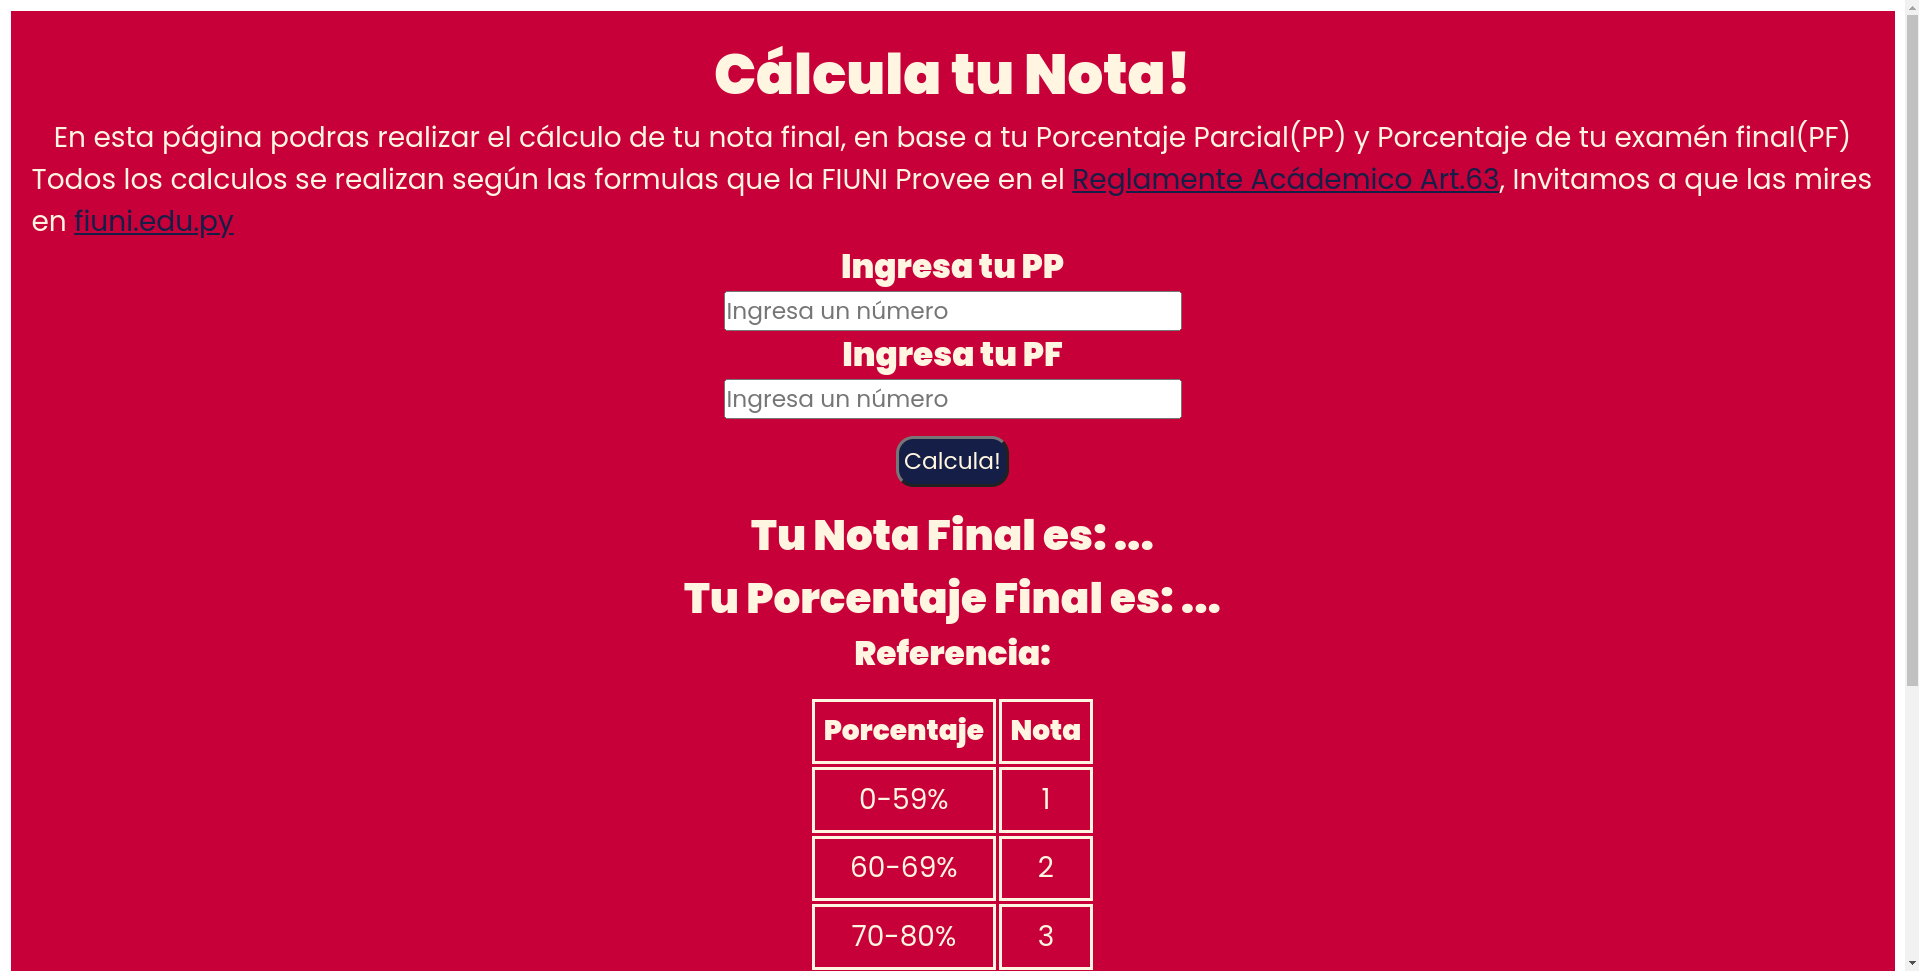 Cálcula tu Nota!
En esta página podras realizar el cálculo de tu nota final, en base a tu Porcentaje Parcial(PP) y Porcentaje de tu examén final(PF)
Todos los calculos se realizan según las formulas que la FIUNI Provee en el Reglamente Acádemico Art.63, Invitamos a que las mires
en fiuni.edu.py
Ingresa tu PP
Ingresa un número
Ingresa tu PF
Ingresa un número
Calcula!
Tu Nota Final es: ...
Tu Porcentaje Final es: ...
Referencia:
Porcentaje Nota
0-59% 1
60-69% 2
70-80% 3